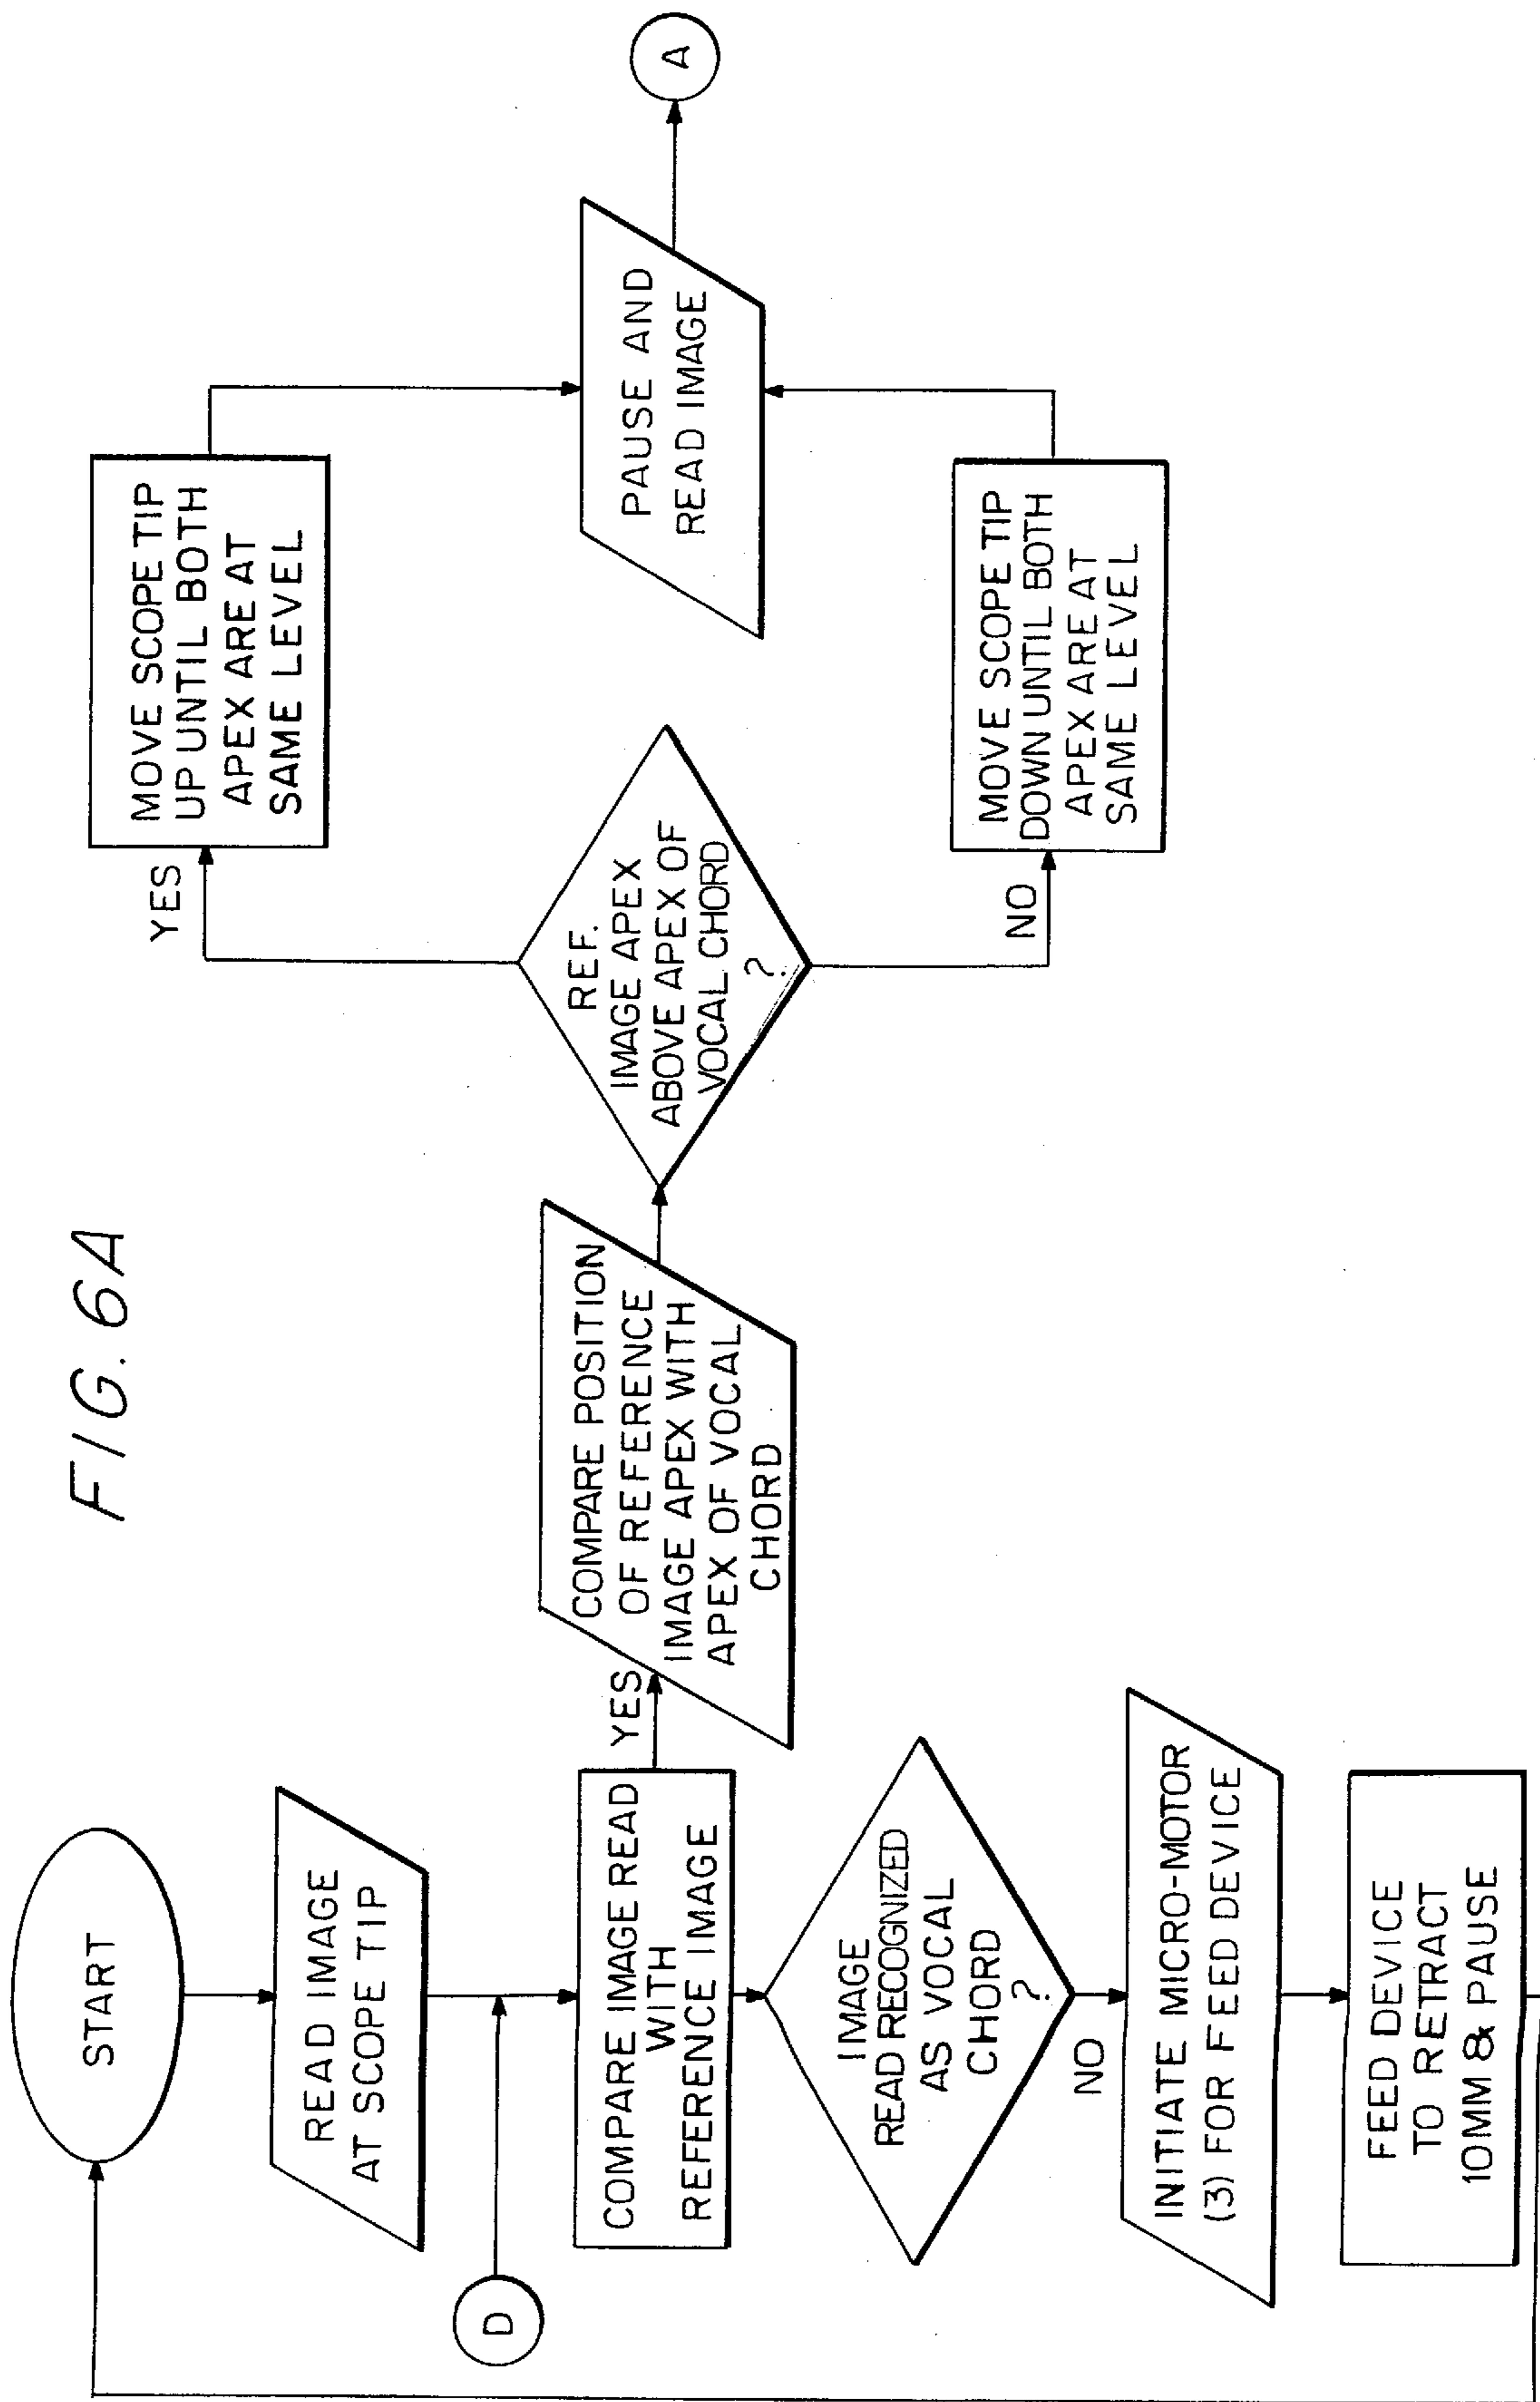 FIG. 6A
START
READ IMAGE
AT SCOPE TIP
D
COMPARE IMAGE READ
WITH
REFERENCE IMAGE
YES
IMAGE
READ RECOGNIZED
AS VOCAL
CHORD
?
NO
INITIATE MICRO-MOTOR
(3) FOR FEED DEVICE
FEED DEVICE
TO RETRACT
10MM & PAUSE
COMPARE POSITION
OF REFERENCE
IMAGE APEX WITH
APEX OF VOCAL
CHORD
REF.
IMAGE APEX
ABOVE APEX OF
VOCAL CHORD
?
YES
MOVE SCOPE TIP
UP UNTIL BOTH
APEX ARE AT
SAME LEVEL
NO
MOVE SCOPE TIP
DOWN UNTIL BOTH
APEX ARE AT
SAME LEVEL
PAUSE AND
READ IMAGE
A